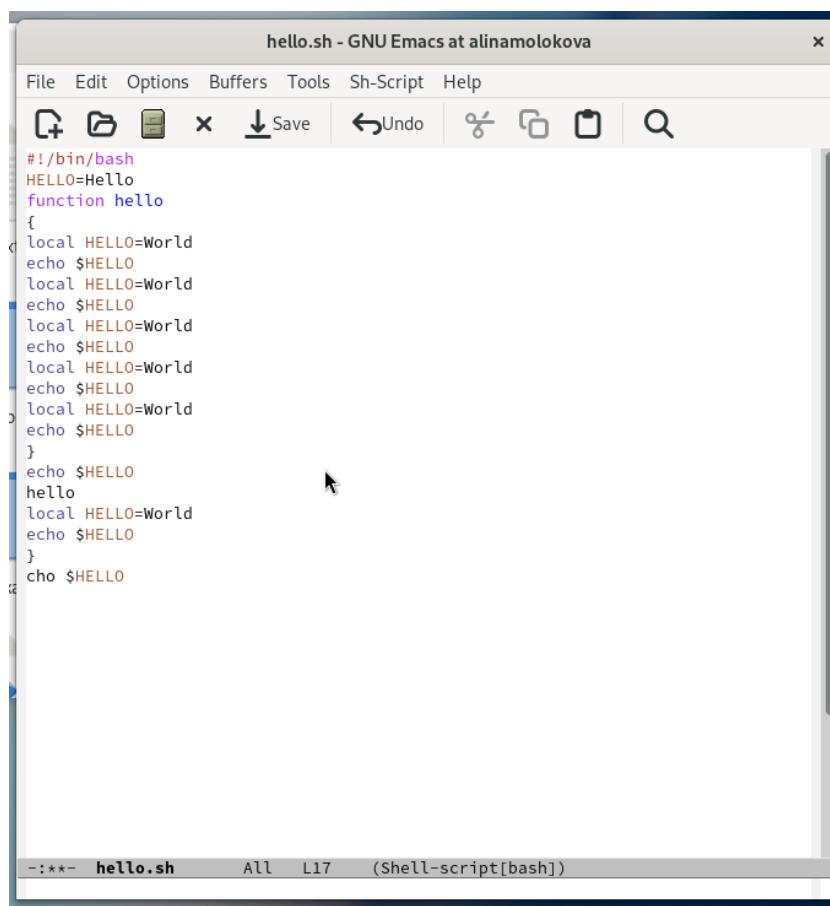 hello.sh - GNU Emacs at alinamolokova ×
File Edit Options Buffers Tools Sh-Script Help
Save Undo
#!/bin/bash
HELLO=Hello
function hello
{
local HELLO=World
echo $HELLO
local HELLO=World
echo $HELLO
local HELLO=World
echo $HELLO
local HELLO=World
echo $HELLO
local HELLO=World
echo $HELLO
}
echo $HELLO
hello
local HELLO=World
echo $HELLO
}
cho $HELLO
-:**- hello.sh All L17 (Shell-script[bash])